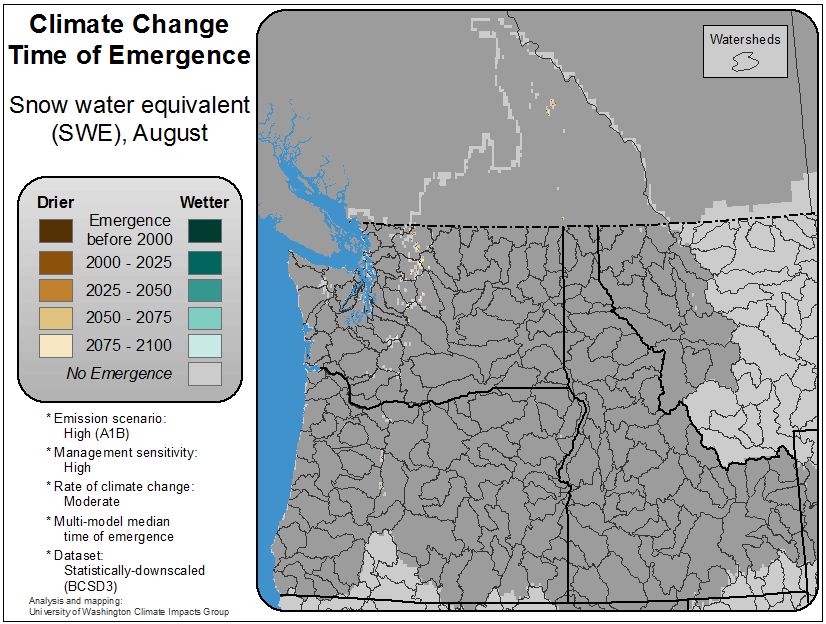 Climate Change
Time of Emergence
Snow water equivalent
(SWE), August
Watersheds
Drier
Wetter
Emergence
before 2000
2000 - 2025
2025 - 2050
2050 - 2075
2075 - 2100
No Emergence
* Emission scenario:
High (A1B)
* Management sensitivity:
High
* Rate of climate change:
Moderate
* Multi-model median
time of emergence
* Dataset:
Statistically-downscaled
(BCSD3)
Analysis and mapping:
University of Washington Climate Impacts Group